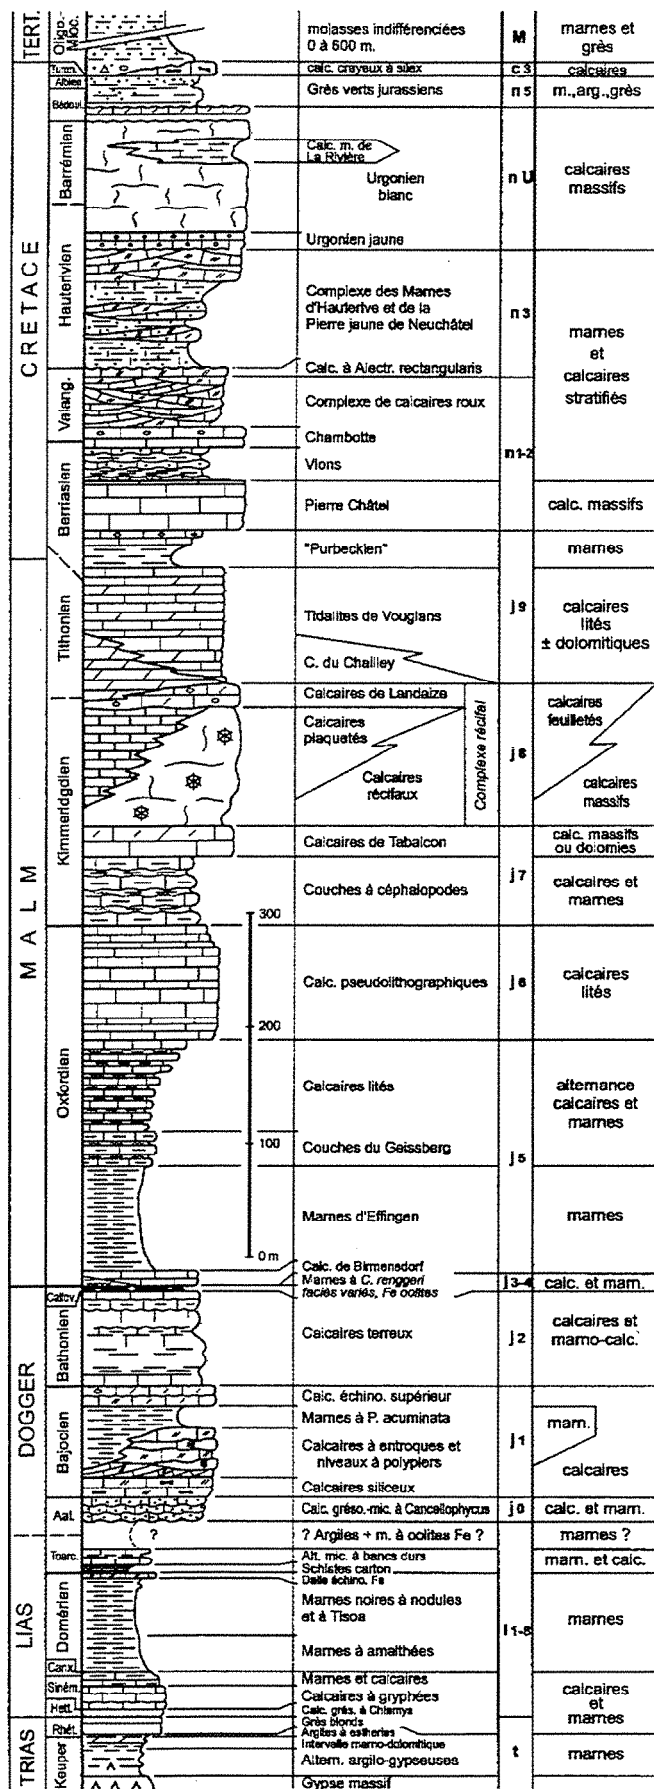 TERT.
Oligo.-
Mioc.
molasses indifférenciées
0 à 600 m.
M
marnes et
grès
Turon.
calc. crayeux à silex
c 3
calcaires
Albien
Grès verts jurassiens
n 5
m.,arg.,grès
Bédoul.
CRETACE
Barrémien
Calc. m. de
La Rivière
Urgonien
blanc
n U
calcaires
massifs
Urgonien jaune
Hauterivien
Complexe des Marnes
d'Hauterive et de la
Pierre jaune de Neuchâtel
n 3
marnes
et
calcaires
stratifiés
Calc. à Alectr. rectangularis
Valang.
Complexe de calcaires roux
Chambotte
n1-2
Vions
Berriasien
Pierre Châtel
calc. massifs
"Purbeckien"
marnes
MALM
Tithonien
Tidalites de Vouglans
j 9
calcaires
lités
± dolomitiques
C. du Chailley
Kimmeridgdien
Calcaires de Landaize
Calcaires
plaquetés
Calcaires
récifaux
Complexe récifal
j 8
calcaires
feuilletés
calcaires
massifs
Calcaires de Tabalcon
calc. massifs
ou dolomies
Couches à céphalopodes
j 7
calcaires et
marnes
300
Oxfordien
Calc. pseudolithographiques
j 6
calcaires
lités
200
Calcaires lités
alternance
calcaires et
marnes
100
Couches du Geissberg
j 5
Marnes d'Effingen
marnes
0 m
Calc. de Birmensdorf
Marnes à C. renggeri
j 3-4
calc. et marn.
DOGGER
Callov.
faciès variés, Fe oolites
Bathonien
Calcaires terreux
j 2
calcaires et
marno-calc.
Bajocien
Calc. échino. supérieur
Marnes à P. acuminata
j 1
marn.
Calcaires à entroques et
niveaux à polypiers
calcaires
Calcaires siliceux
Aal.
Calc. gréso.-mic. à Cancellophycus
j 0
calc. et marn.
?
? Argiles + m. à oolites Fe ?
marnes ?
LIAS
Toarc.
Alt. mic. à bancs durs
marn. et calc.
Schistes carton
Dalle échino. Fe
Domérien
Marnes noires à nodules
et à Tisoa
l 1-5
marnes
Marnes à amalthées
Carix.
Marnes et calcaires
Siném.
Calcaires à gryphées
calcaires
et
marnes
Hett.
Calc. grés. à Chlamys
TRIAS
Rhét.
Grès blonds
Argiles à estheries
Keuper
Intervalle marno-dolomitique
Altern. argilo-gypseuses
t
marnes
Gypse massif